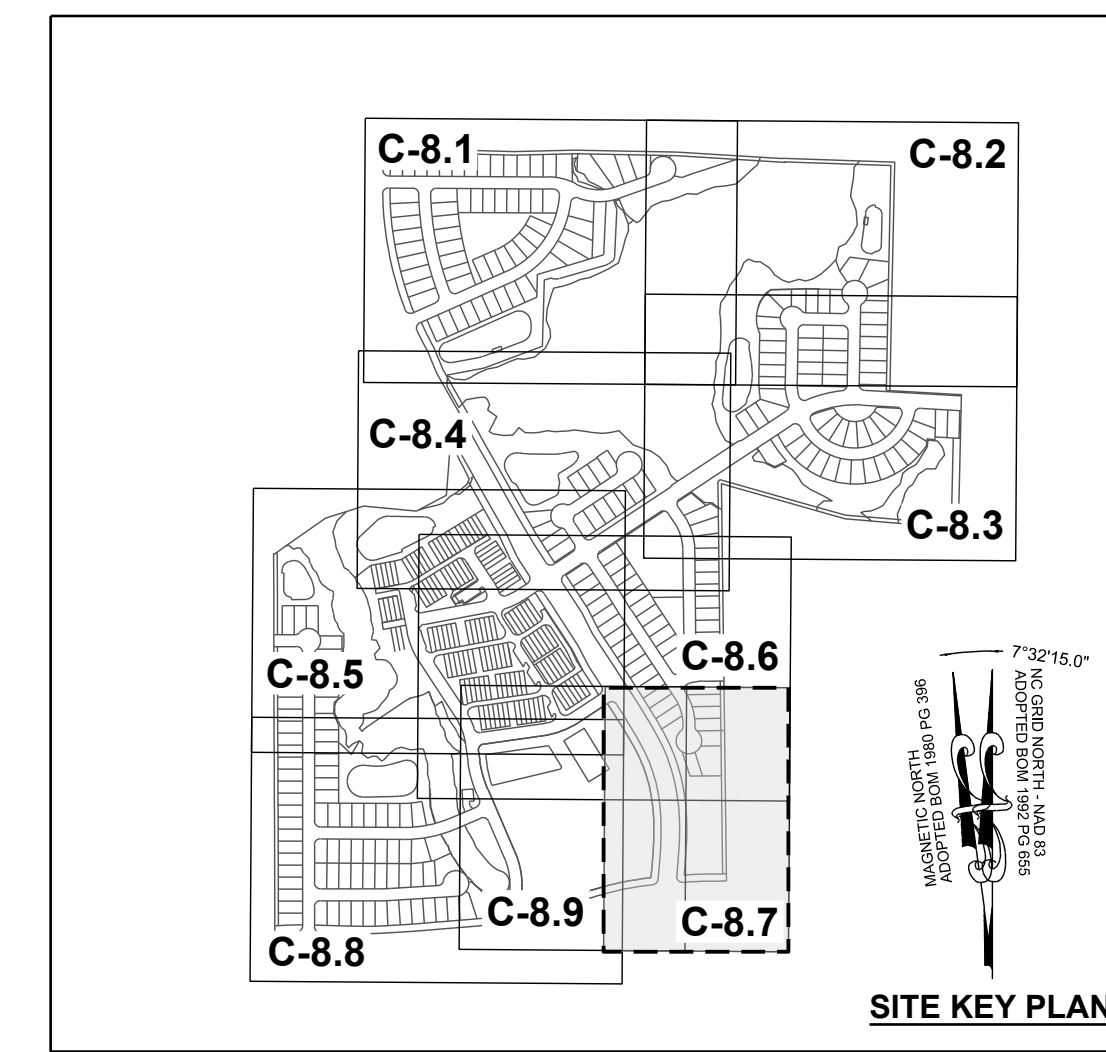 C-8.1
C-8.2
C-8.4
C-8.3
C-8.6
C-8.5
C-8.9
C-8.7
C-8.8
7°32'15.0"
MAGNETIC NORTH
ADOPTED BOM 1980 PG 396
NC GRID NORTH - NAD 83
ADOPTED BOM 1992 PG 655
SITE KEY PLAN